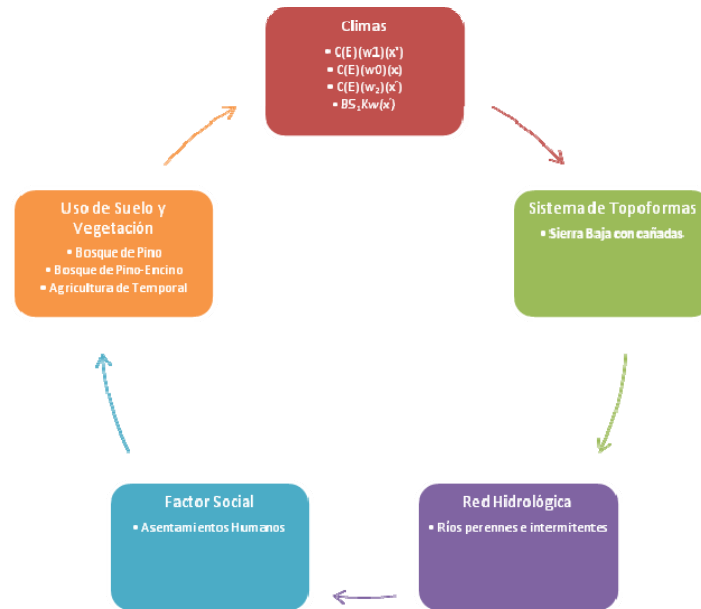 Climas
▪ C(E)(w1)(x')
▪ C(E)(w0)(x)
▪ C(E)(w₂)(x')
▪ BS₁Kw(x')
Sistema de Topoformas
▪ Sierra Baja con cañadas
Red Hidrológica
▪ Ríos perennes e intermitentes
Factor Social
▪ Asentamientos Humanos
Uso de Suelo y
Vegetación
▪ Bosque de Pino
▪ Bosque de Pino-Encino
▪ Agricultura de Temporal